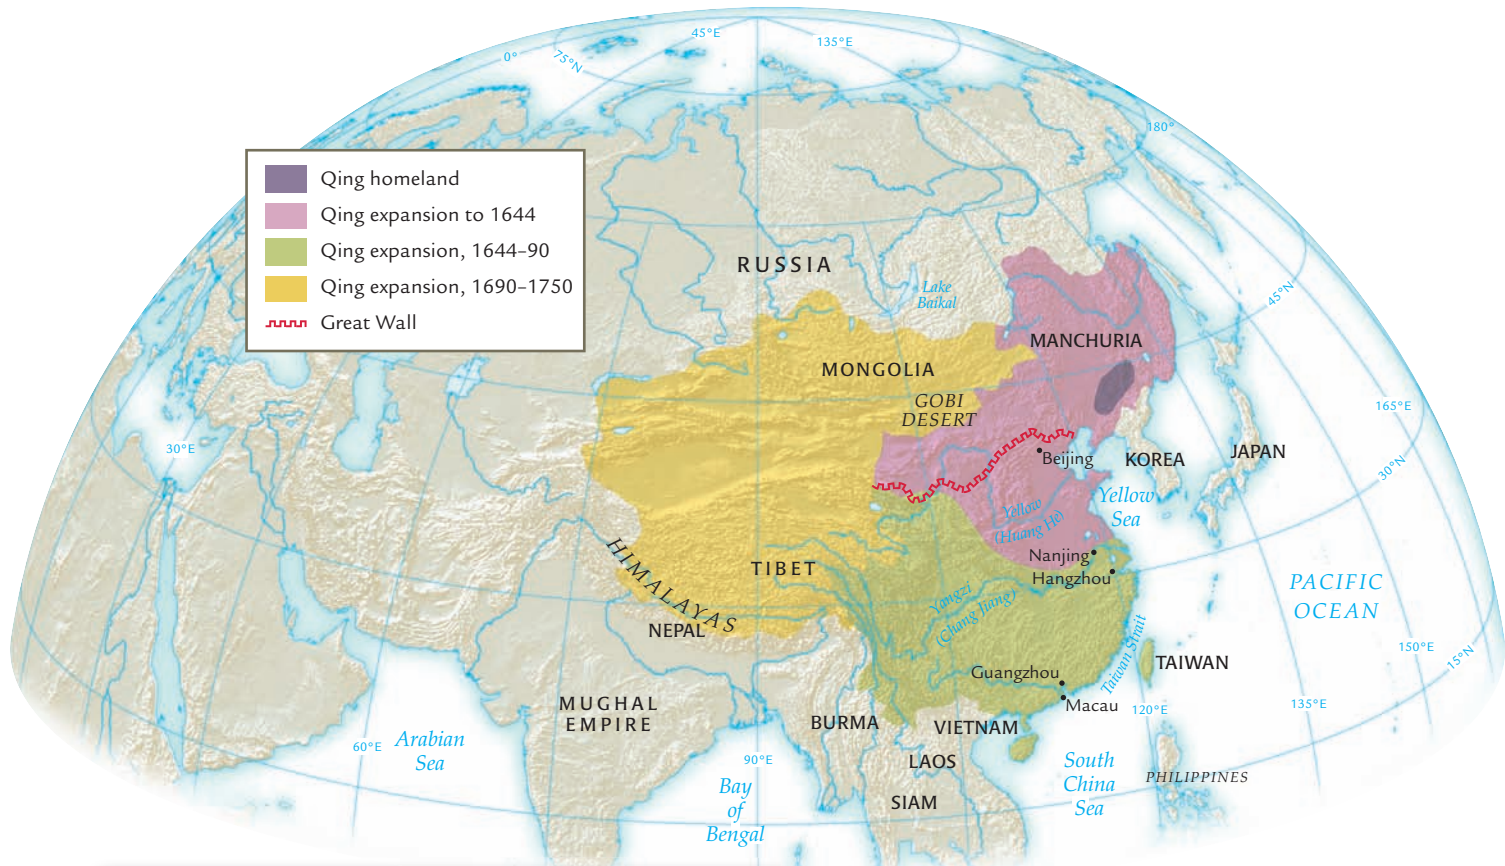 0°
75°N
45°E
135°E
180°
Qing homeland
Qing expansion to 1644
Qing expansion, 1644–90
Qing expansion, 1690–1750
Great Wall
RUSSIA
Lake
Baikal
45°N
MANCHURIA
MONGOLIA
GOBI
DESERT
165°E
30°E
Beijing
KOREA
JAPAN
30°N
Yellow
Sea
Yellow
(Huang He)
Nanjing
Hangzhou
HIMALAYAS
TIBET
NEPAL
Yangzi
(Chang Jiang)
PACIFIC
OCEAN
150°E
15°N
Taiwan Strait
TAIWAN
Guangzhou
Macau
120°E
135°E
MUGHAL
EMPIRE
BURMA
VIETNAM
LAOS
SIAM
60°E
Arabian
Sea
90°E
Bay
of
Bengal
South
China
Sea
PHILIPPINES